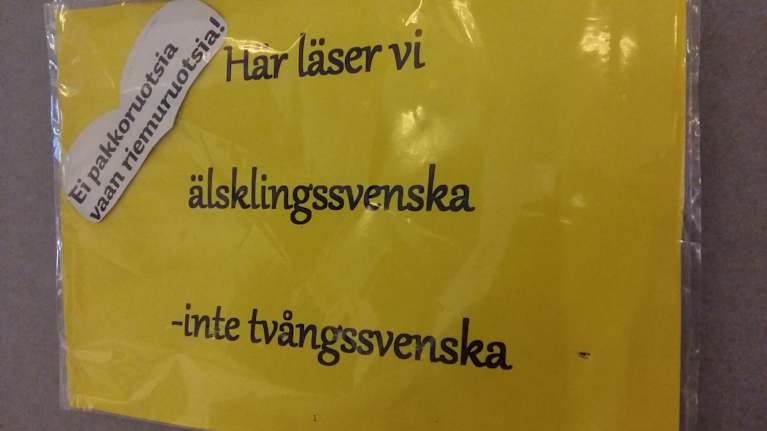 Ei pakkoruotsia
vaan riemuruotsia!
Här läser vi
älsklingssvenska
-inte tvångssvenska